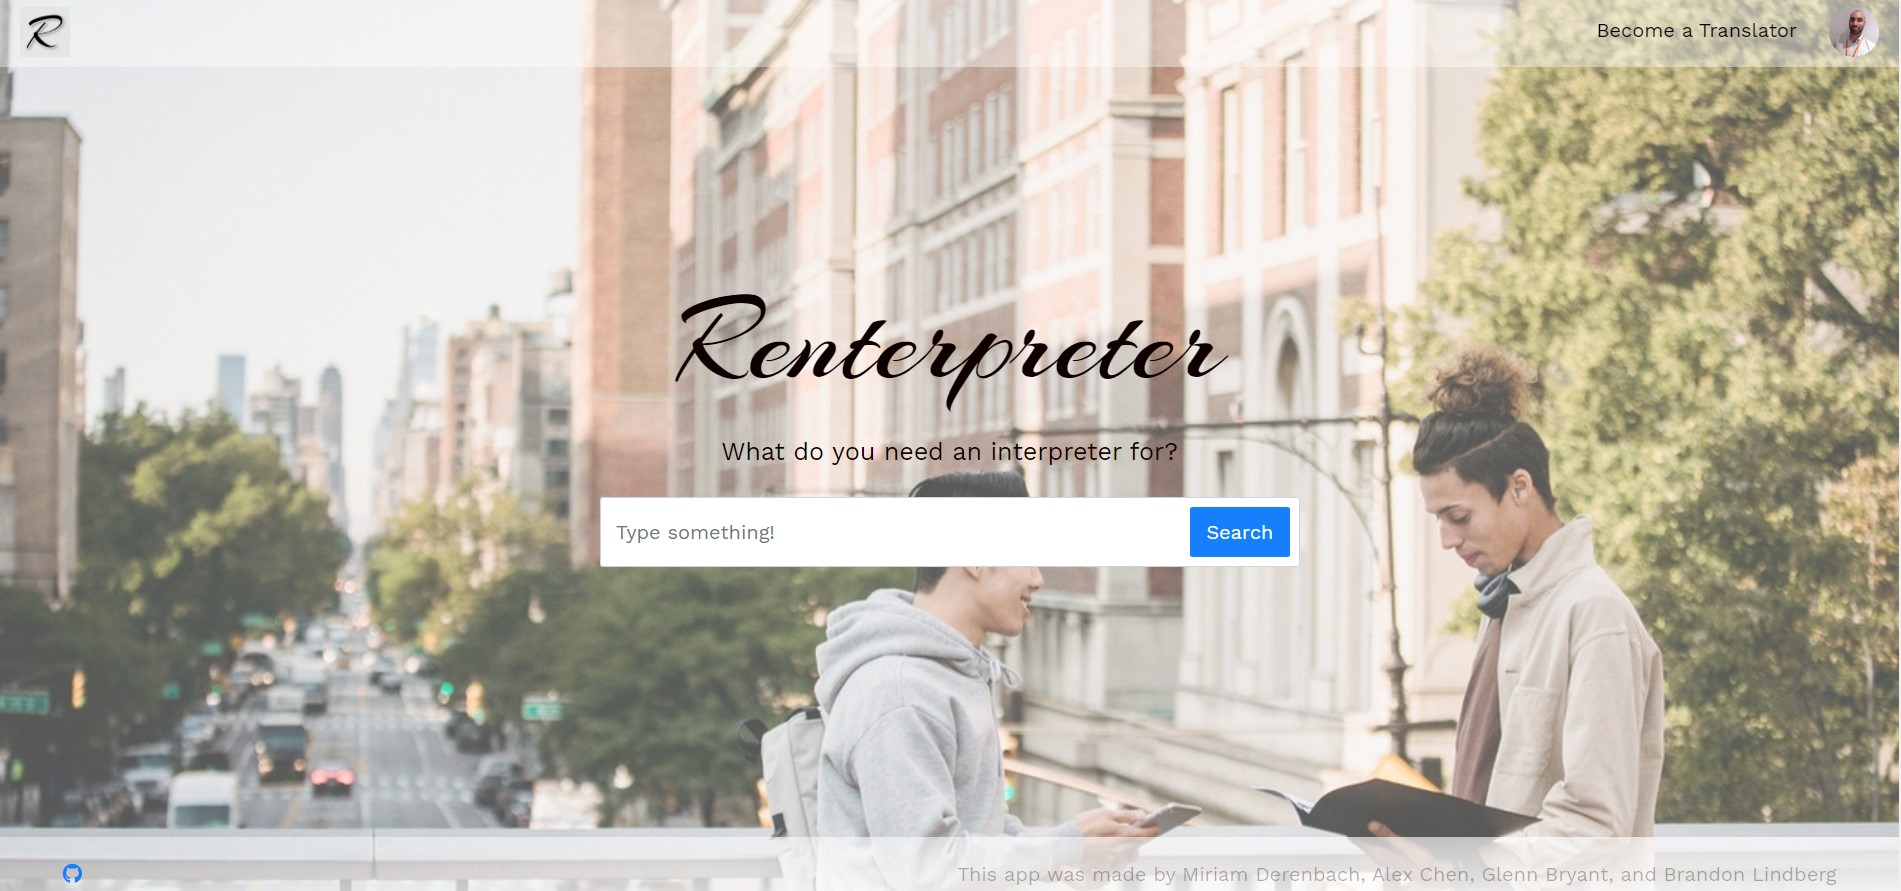 R
Become a Translator
Renterpreter
What do you need an interpreter for?
Type something!
Search
This app was made by Miriam Derenbach, Alex Chen, Glenn Bryant, and Brandon Lindberg